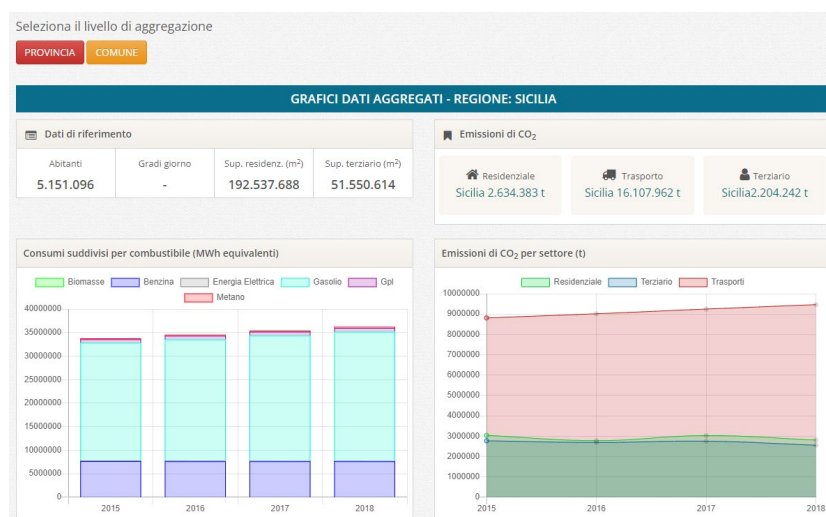 Seleziona il livello di aggregazione
PROVINCIA COMUNE
GRAFICI DATI AGGREGATI - REGIONE: SICILIA
Dati di riferimento
Abitanti Gradi giorno Sup. residenz. (m²) Sup. terziario (m²)
5.151.096 - 192.537.688 51.550.614
Emissioni di CO₂
Residenziale Trasporto Terziario
Sicilia 2.634.383 t Sicilia 16.107.962 t Sicilia2.204.242 t
Consumi suddivisi per combustibile (MWh equivalenti)
Biomasse Benzina Energia Elettrica Gasolio Gpl
Metano
40000000
35000000
30000000
25000000
20000000
15000000
10000000
5000000
0
2015 2016 2017 2018
Emissioni di CO₂ per settore (t)
Residenziale Terziario Trasporti
10000000
9000000
8000000
7000000
6000000
5000000
4000000
3000000
2000000
1000000
0
2015 2016 2017 2018